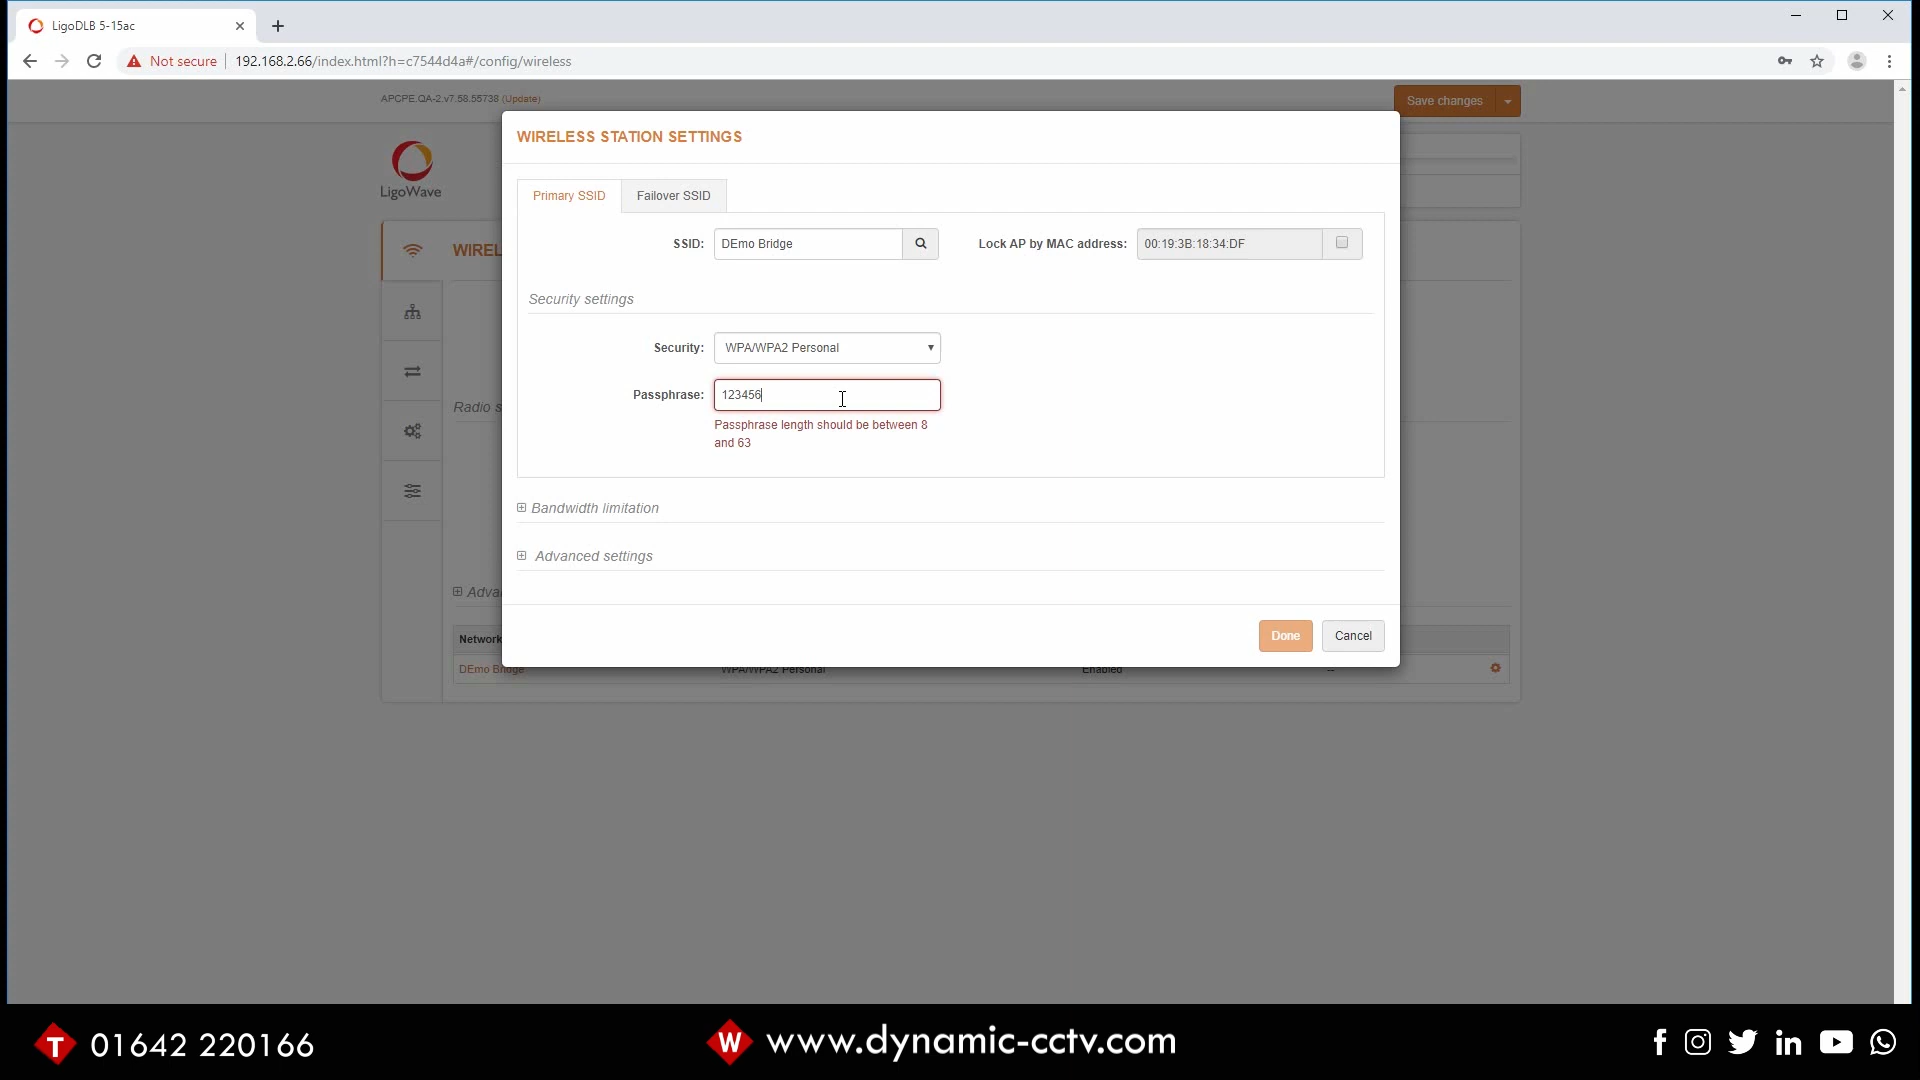 LigoDLB 5-15ac
Not secure
192.168.2.66/index.html?h=c7544d4a#/config/wireless
APCPE.QA-2.v7.58.55738 (Update)
Save changes
WIRELESS STATION SETTINGS
LigoWave
Primary SSID
Failover SSID
SSID:
DEmo Bridge
Lock AP by MAC address:
00:19:3B:18:34:DF
WIREL
Security settings
Security:
WPA/WPA2 Personal
Passphrase:
123456
Radio s
Passphrase length should be between 8
and 63
Bandwidth limitation
Advanced settings
Adva
Network
Done
Cancel
DEmo Bridge
WPA/WPA2 Personal
Enabled
--
T 01642 220166
W www.dynamic-cctv.com